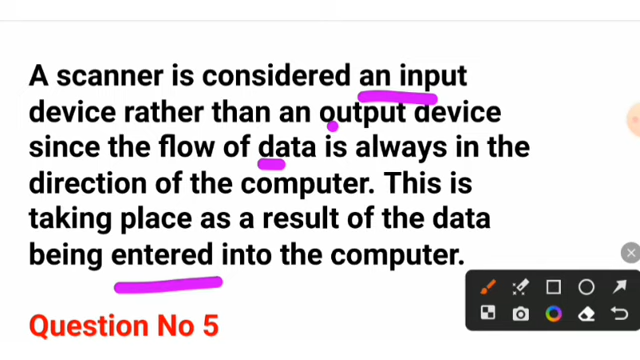 A scanner is considered an input
device rather than an output device
since the flow of data is always in the
direction of the computer. This is
taking place as a result of the data
being entered into the computer.
Question No 5